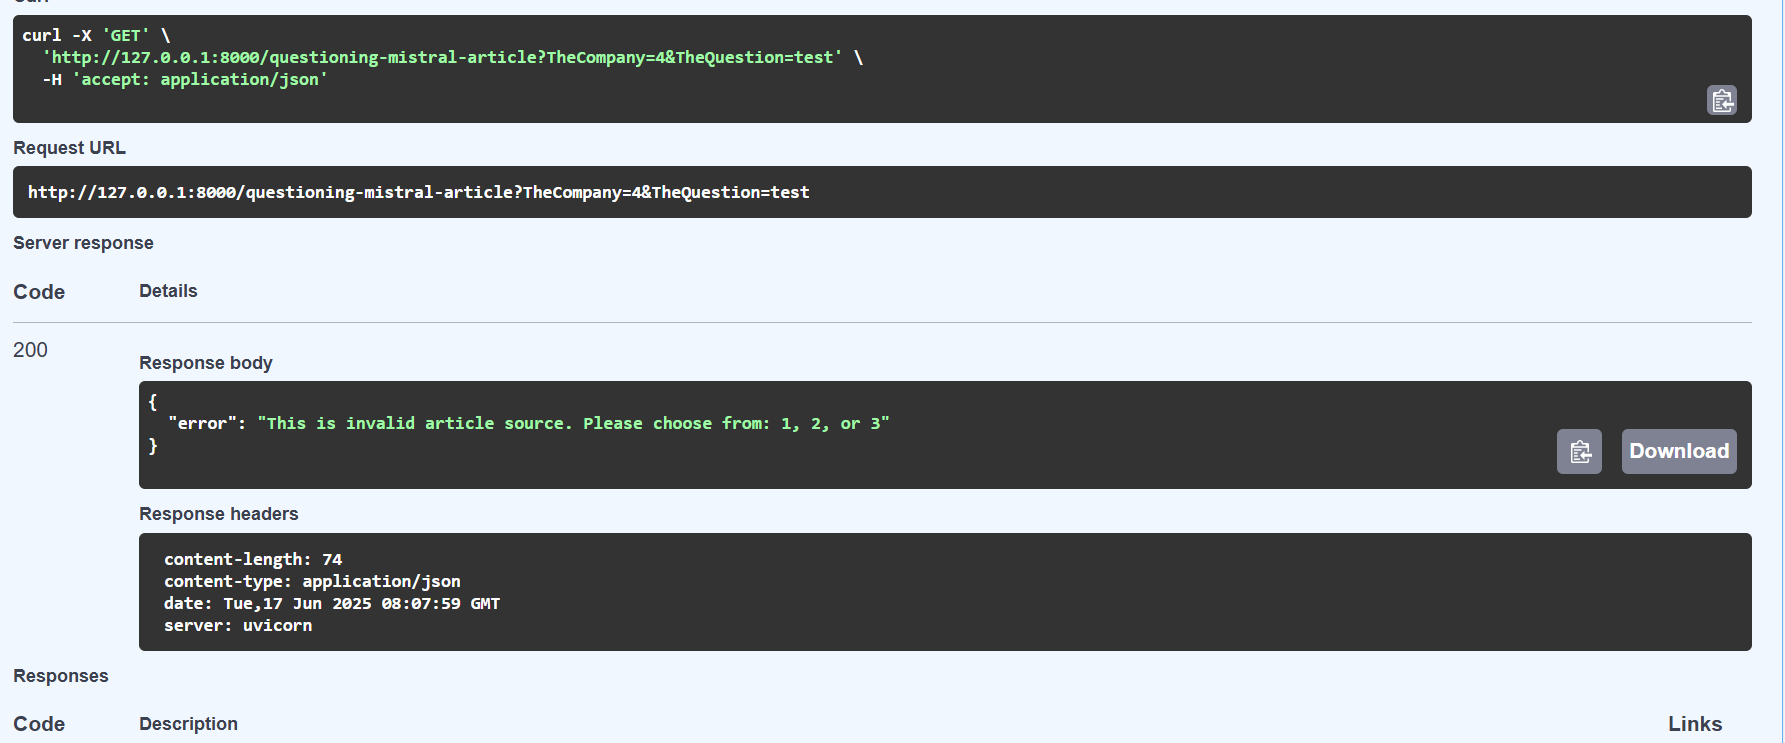 curl -X 'GET' \
'http://127.0.0.1:8000/questioning-mistral-article?TheCompany=4&TheQuestion=test' \
-H 'accept: application/json'
Request URL
http://127.0.0.1:8000/questioning-mistral-article?TheCompany=4&TheQuestion=test
Server response
Code Details
200
Response body
{
"error": "This is invalid article source. Please choose from: 1, 2, or 3"
}
Download
Response headers
content-length: 74
content-type: application/json
date: Tue,17 Jun 2025 08:07:59 GMT
server: uvicorn
Responses
Code Description Links